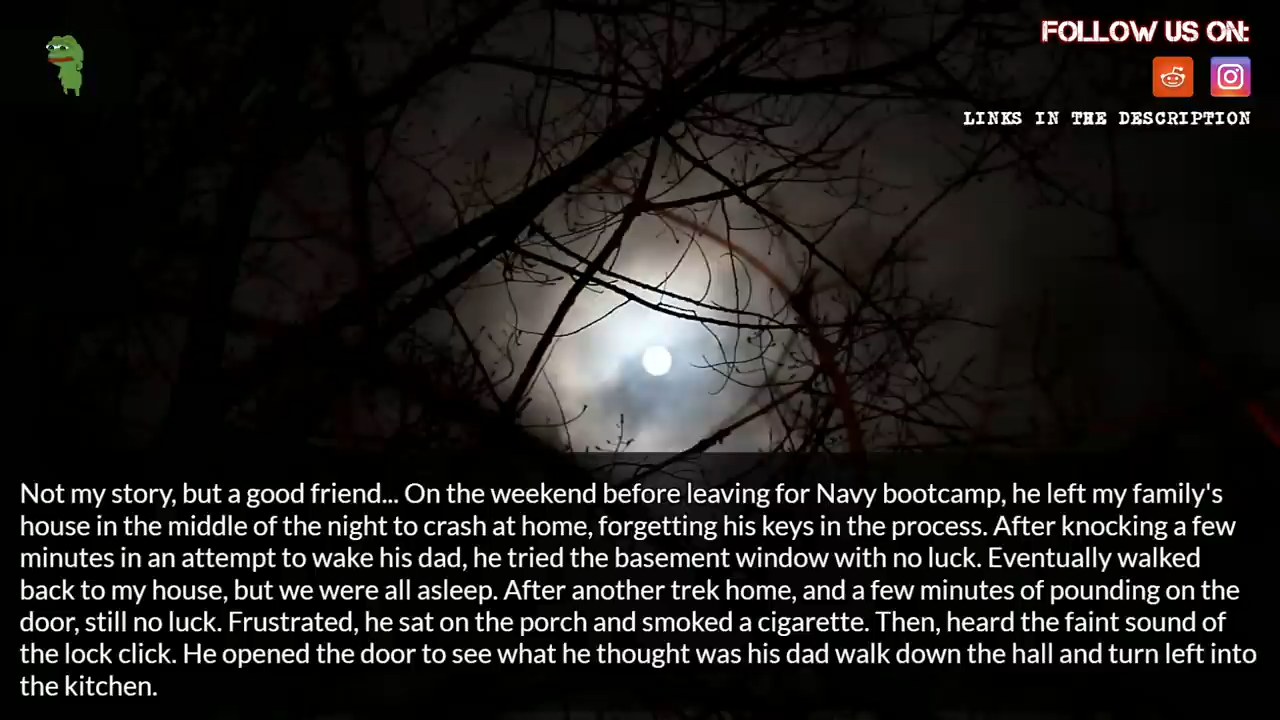 FOLLOW US ON:
LINKS IN THE DESCRIPTION
Not my story, but a good friend... On the weekend before leaving for Navy bootcamp, he left my family's
house in the middle of the night to crash at home, forgetting his keys in the process. After knocking a few
minutes in an attempt to wake his dad, he tried the basement window with no luck. Eventually walked
back to my house, but we were all asleep. After another trek home, and a few minutes of pounding on the
door, still no luck. Frustrated, he sat on the porch and smoked a cigarette. Then, heard the faint sound of
the lock click. He opened the door to see what he thought was his dad walk down the hall and turn left into
the kitchen.